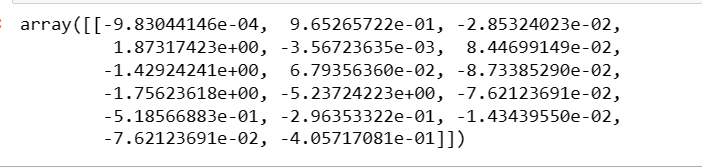 array([[-9.83044146e-04, 9.65265722e-01, -2.85324023e-02,
1.87317423e+00, -3.56723635e-03, 8.44699149e-02,
-1.42924241e+00, 6.79356360e-02, -8.73385290e-02,
-1.75623618e+00, -5.23724223e+00, -7.62123691e-02,
-5.18566883e-01, -2.96353322e-01, -1.43439550e-02,
-7.62123691e-02, -4.05717081e-01]])